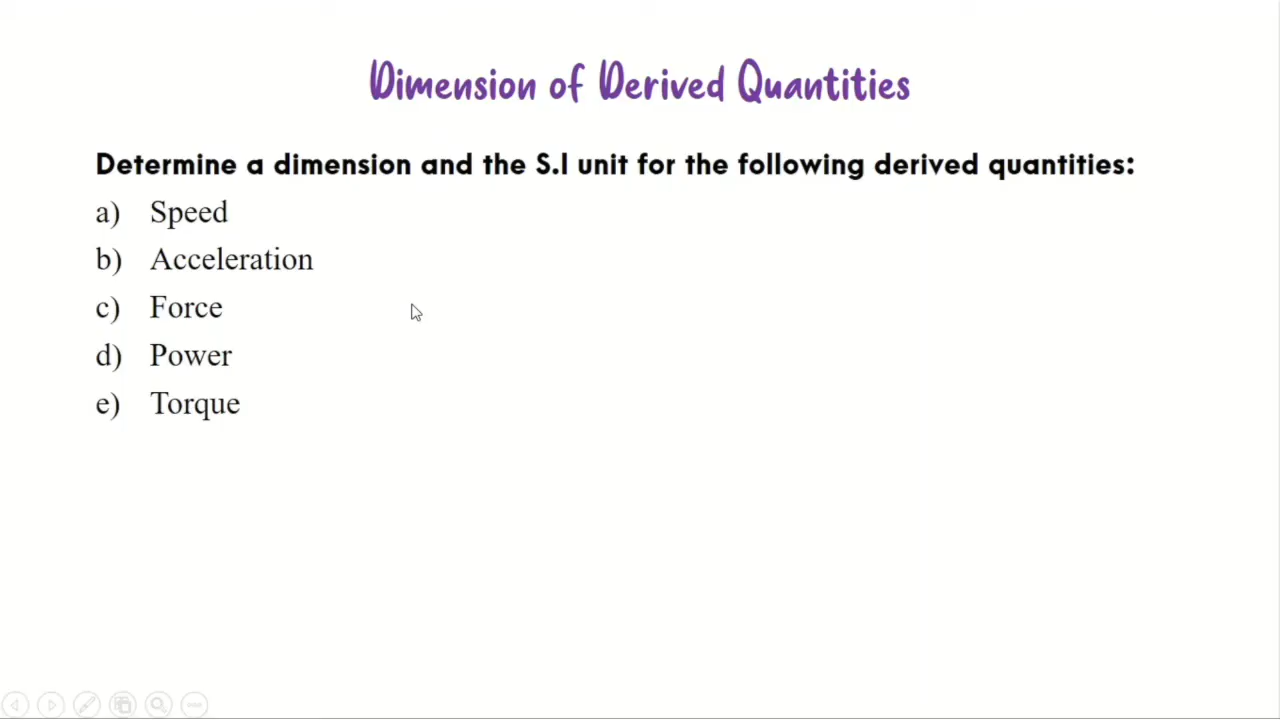 Dimension of Derived Quantities
Determine a dimension and the S.I unit for the following derived quantities:
a) Speed
b) Acceleration
c) Force
d) Power
e) Torque